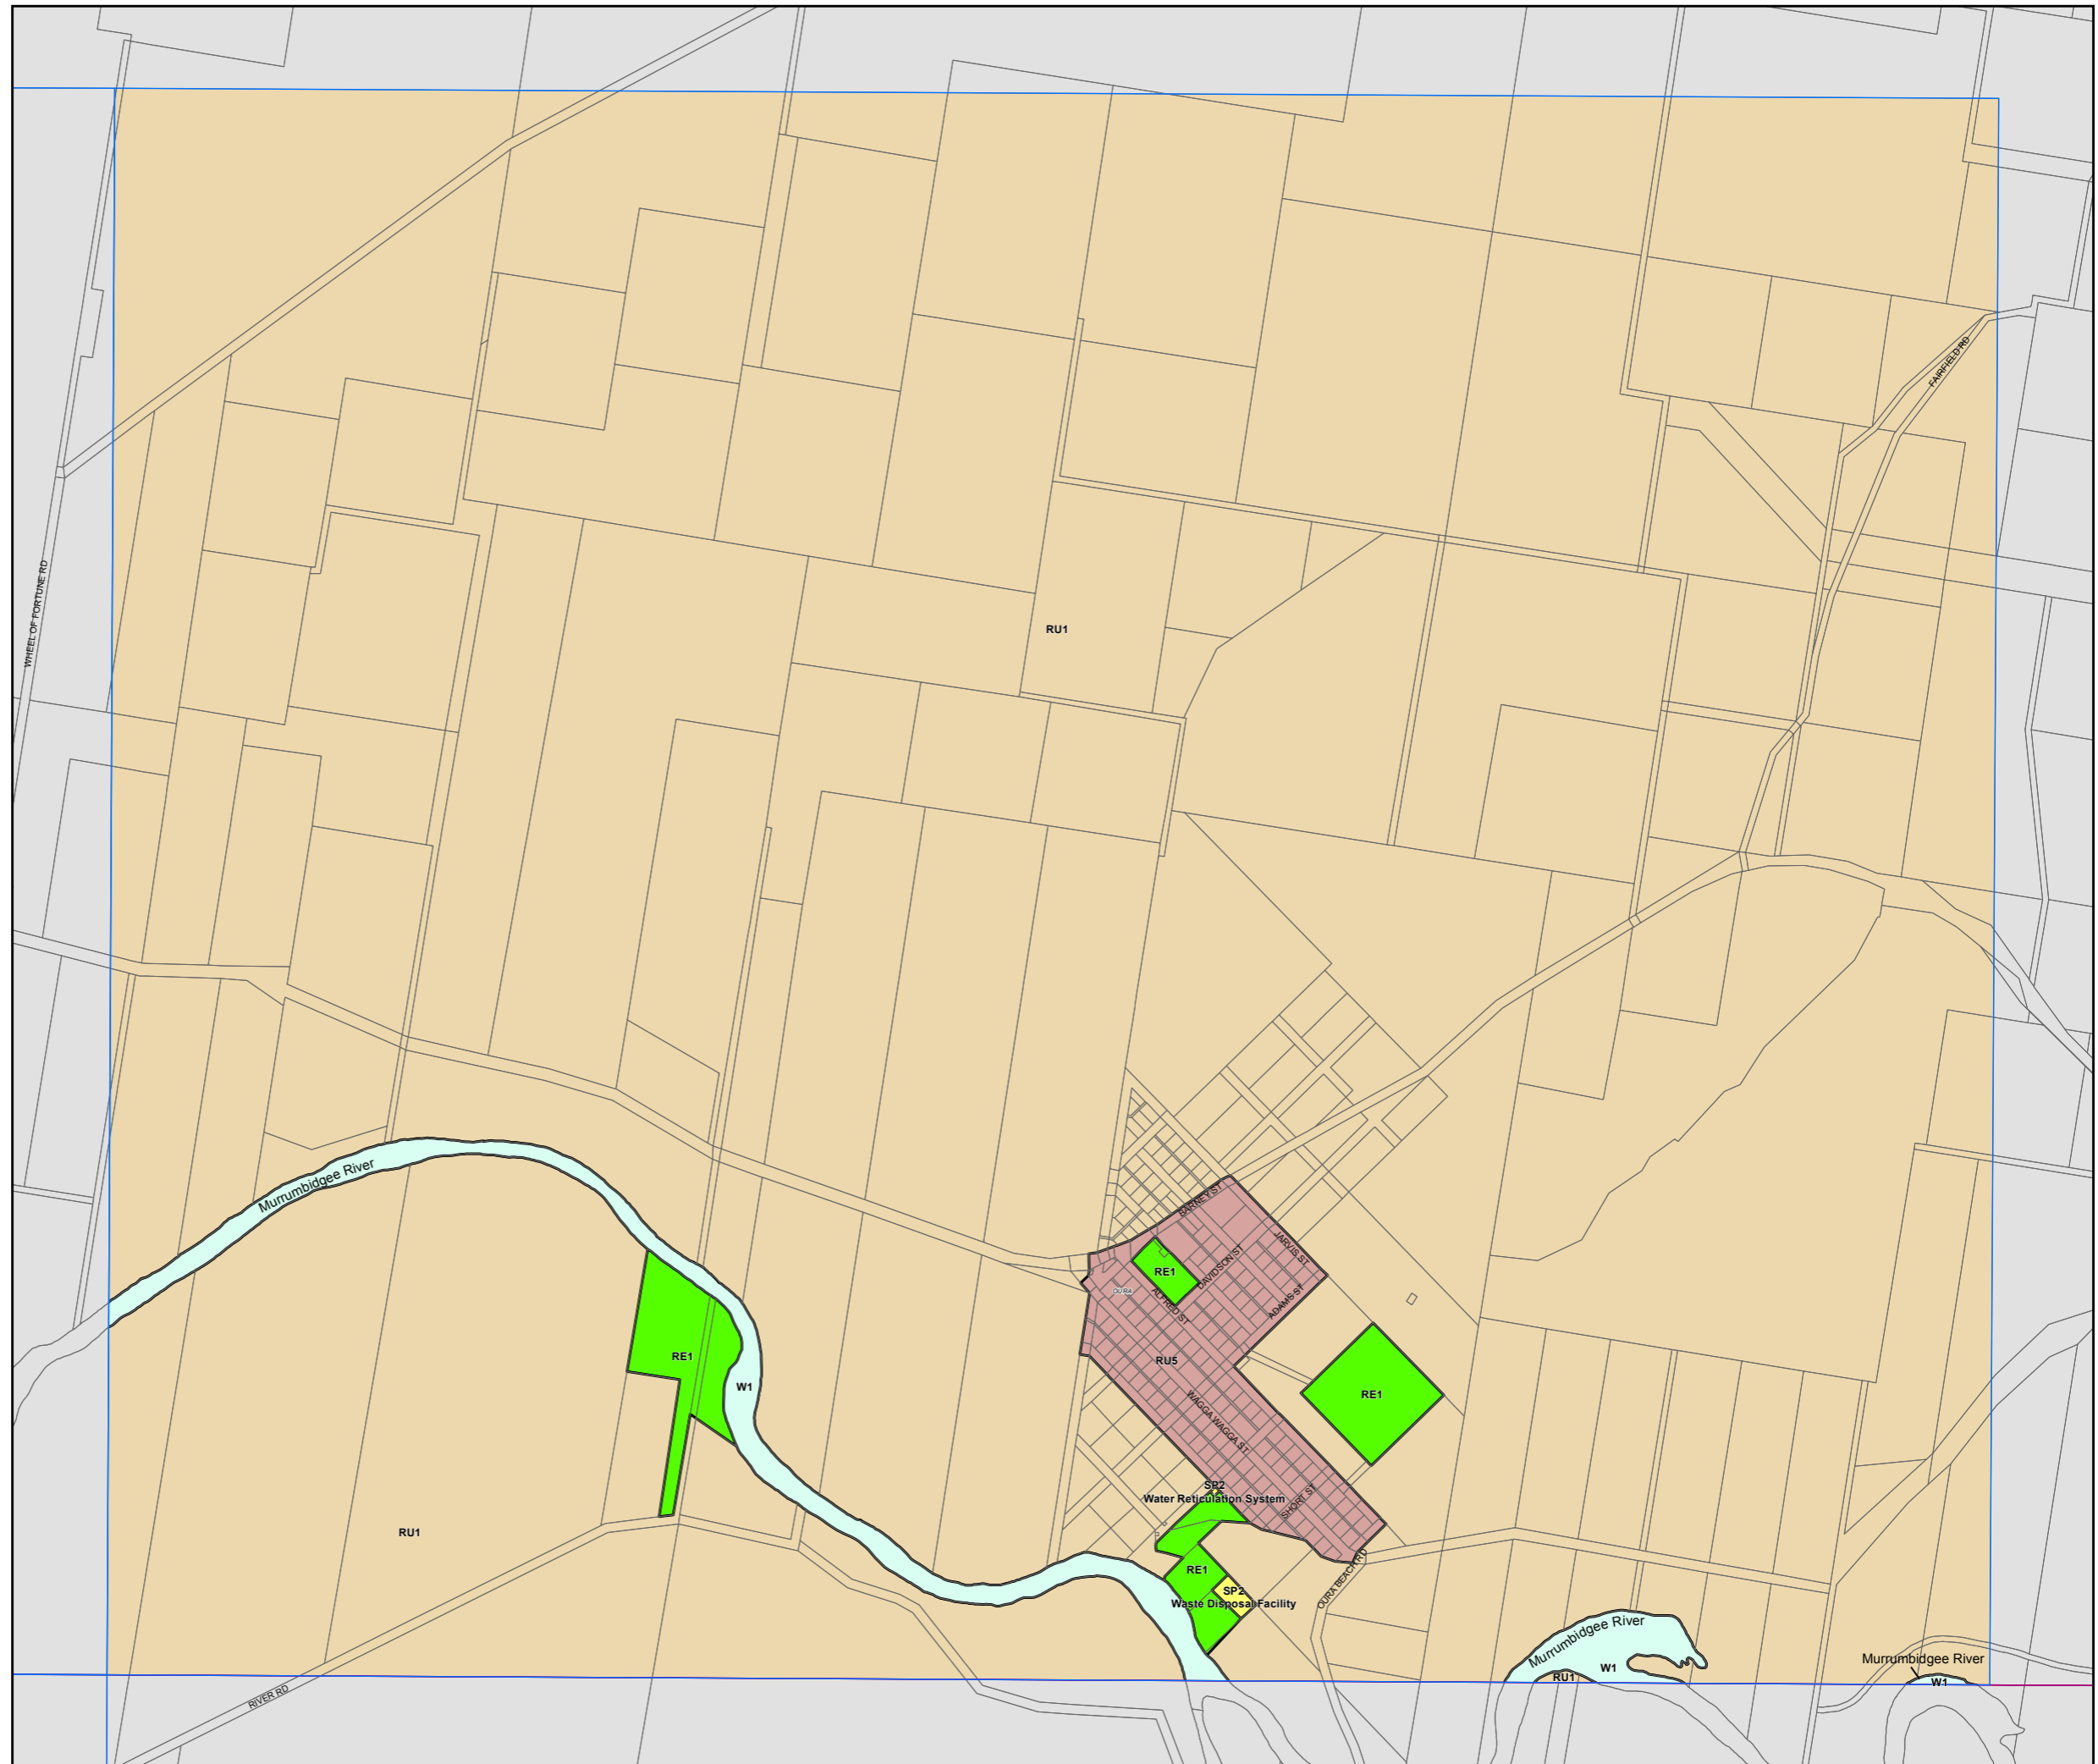 FAIRFIELD RD
WHEEL OF FORTUNE RD
RU1
Murrumbidgee River
BARNEY ST
JARVIS ST
DAVIDSON ST
RE1
OURA
ALFRED ST
ADAMS ST
RE1
RU5
W1
RE1
WAGGA WAGGA ST
SP2
Water Reticulation System
SHORT ST
RU1
RE1
OURA BEACH RD
SP2
Waste Disposal Facility
Murrumbidgee River
W1
RU1
Murrumbidgee River
W1
RIVER RD